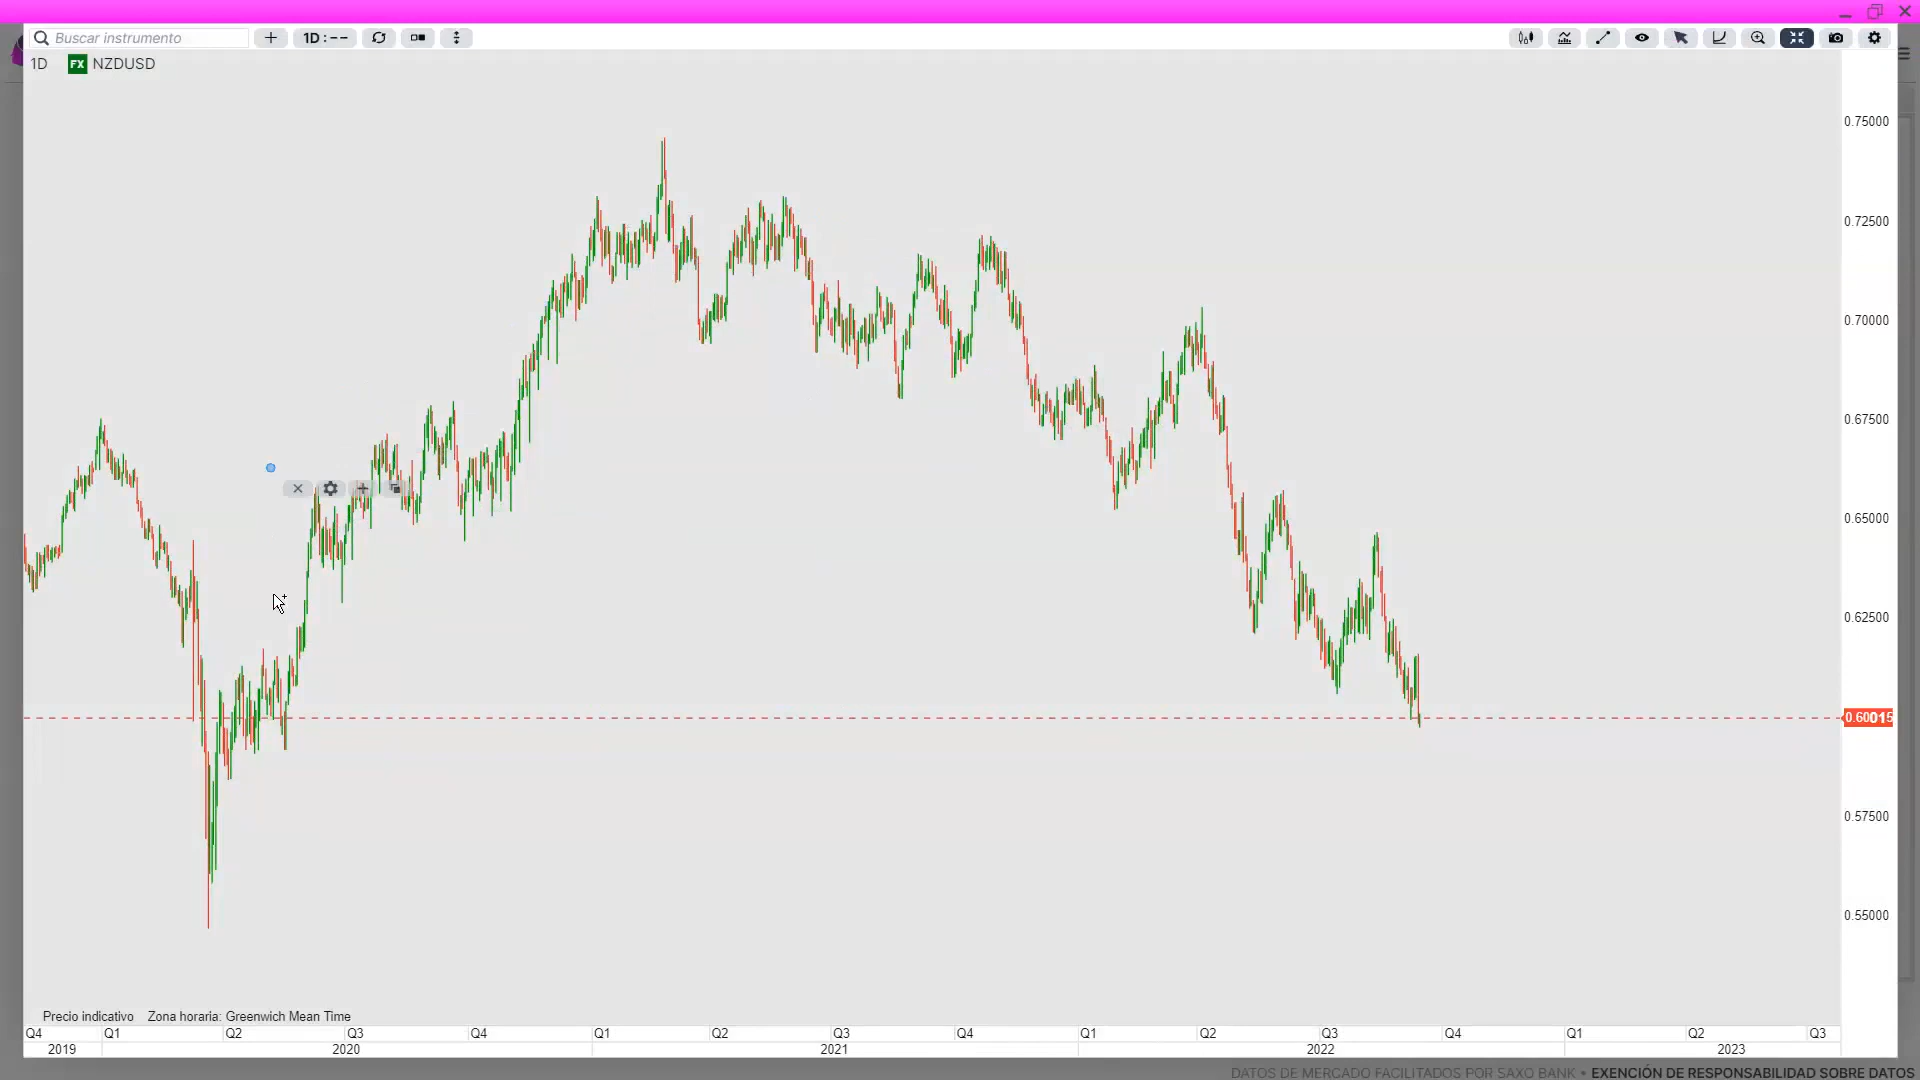 Buscar instrumento
1D : --
1D FX NZDUSD
0.75000
0.72500
0.70000
0.67500
0.65000
0.62500
0.60015
0.57500
0.55000
Precio indicativo Zona horaria: Greenwich Mean Time
Q4 Q1 Q2 Q3 Q4 Q1 Q2 Q3 Q4 Q1 Q2 Q3 Q4 Q1 Q2 Q3
2019 2020 2021 2022 2023
DATOS DE MERCADO FACILITADOS POR SAXO BANK • EXENCIÓN DE RESPONSABILIDAD SOBRE DATOS